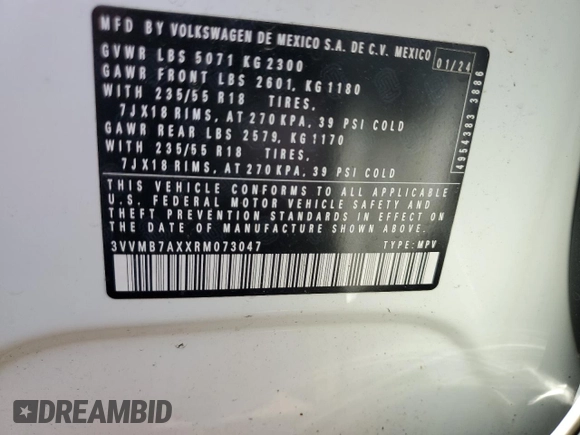 MFD BY VOLKSWAGEN DE MEXICO S.A. DE C.V. MEXICO
GVWR LBS 5071 KG 2300 01/24
GAWR FRONT LBS 2601, KG 1180
WITH 235/55 R18 TIRES,
7JX18 RIMS, AT 270 KPA, 39 PSI COLD
GAWR REAR LBS 2579, KG 1170
WITH 235/55 R18 TIRES,
7JX18 RIMS, AT 270 KPA, 39 PSI COLD
THIS VEHICLE CONFORMS TO ALL APPLICABLE
U.S. FEDERAL MOTOR VEHICLE SAFETY AND
THEFT PREVENTION STANDARDS IN EFFECT ON
THE DATE OF MANUFACTURE SHOWN ABOVE.
3VVMB7AXXRM073047 TYPE: MPV
4954383 3886
DREAMBID